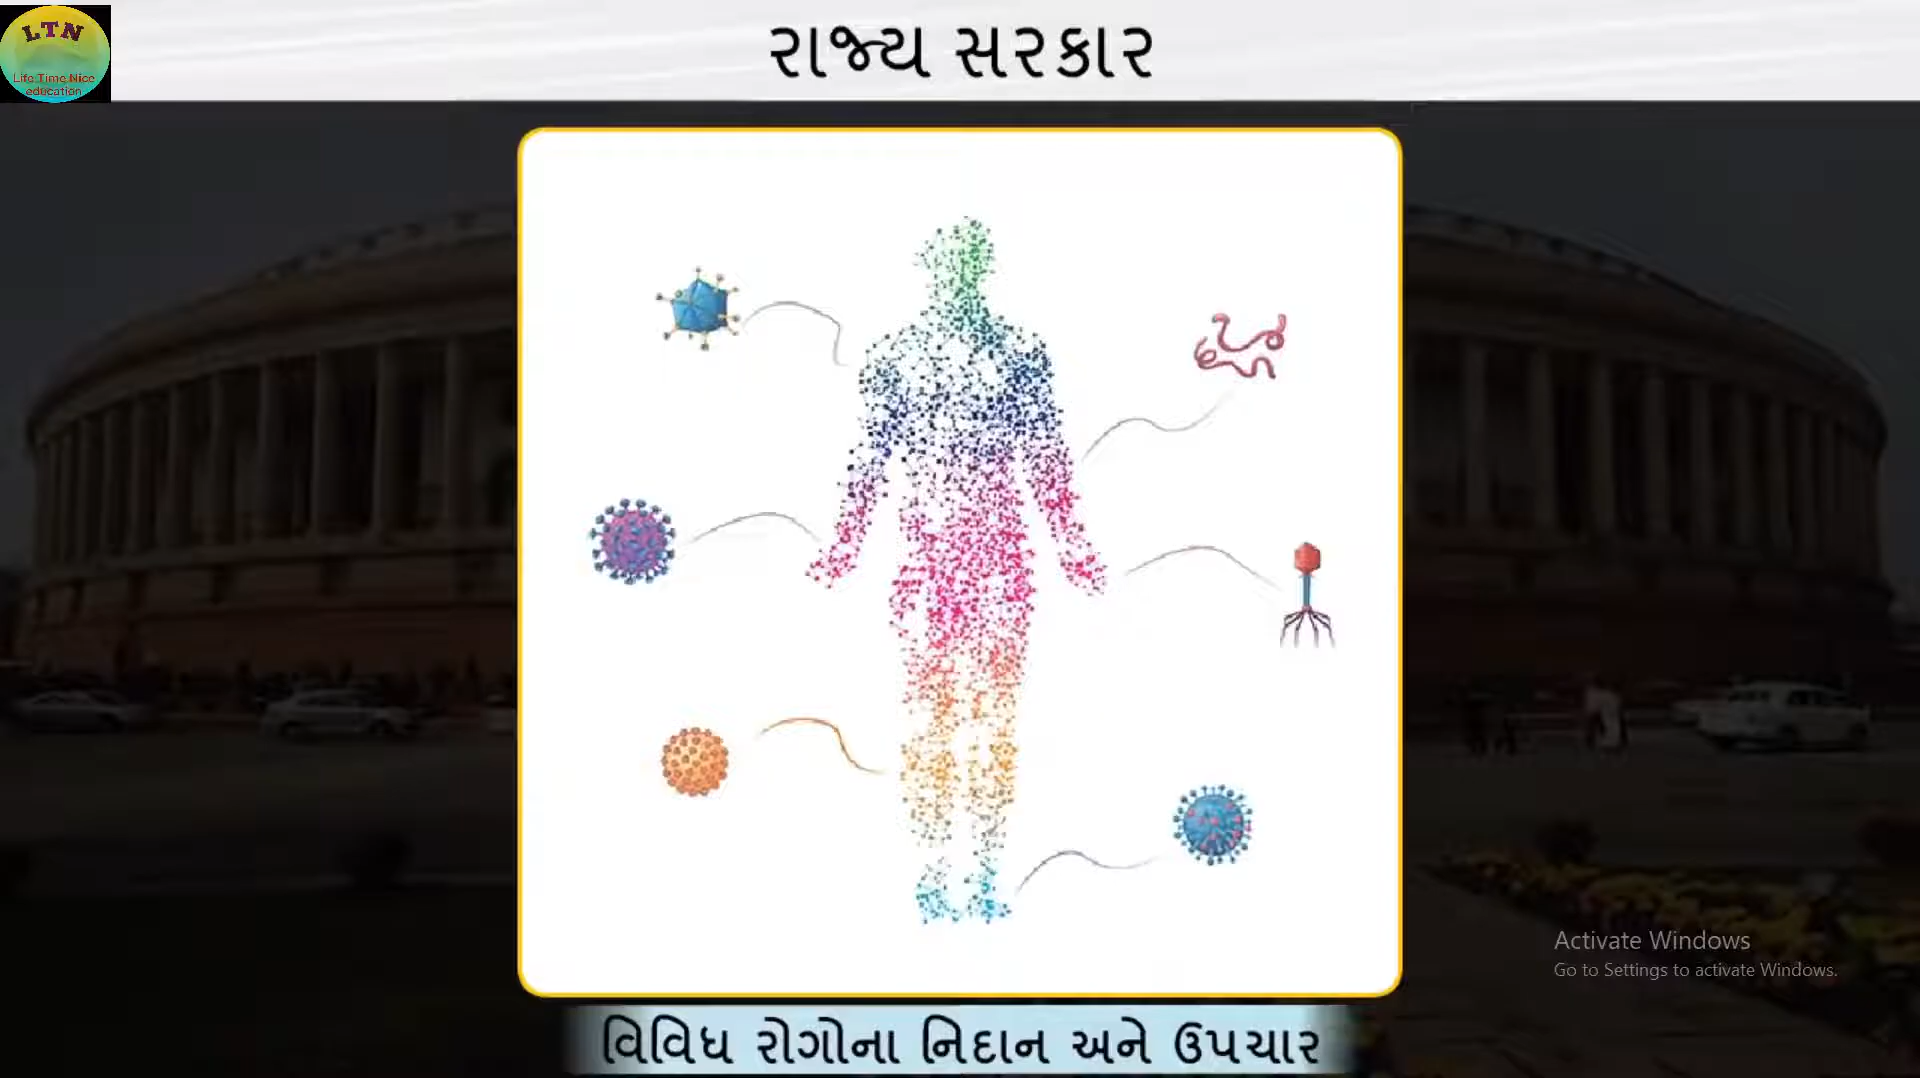 રાજ્ય સરકાર
LTN
Life Time Nice
education
Activate Windows
Go to Settings to activate Windows.
વિવિધ રોગોના નિદાન અને ઉપચાર